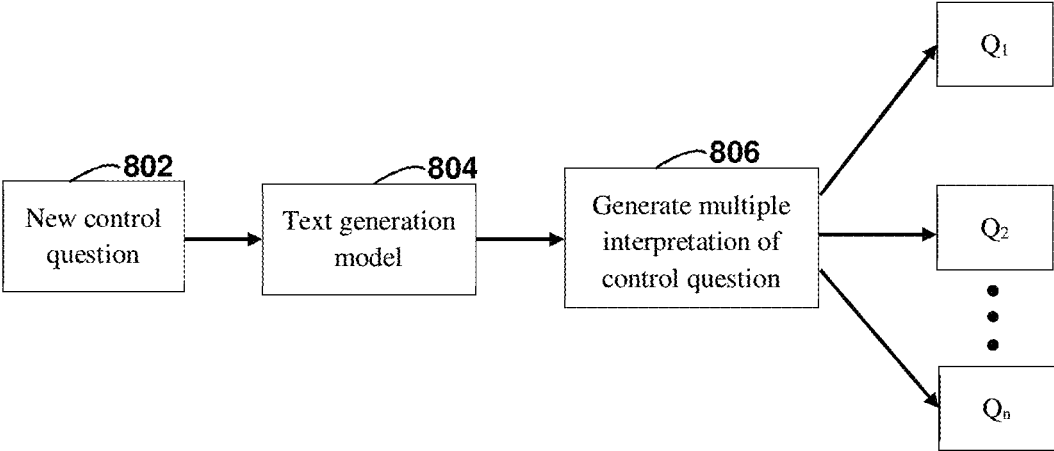 802
New control
question
804
Text generation
model
806
Generate multiple
interpretation of
control question
Q1
Q2
Qn